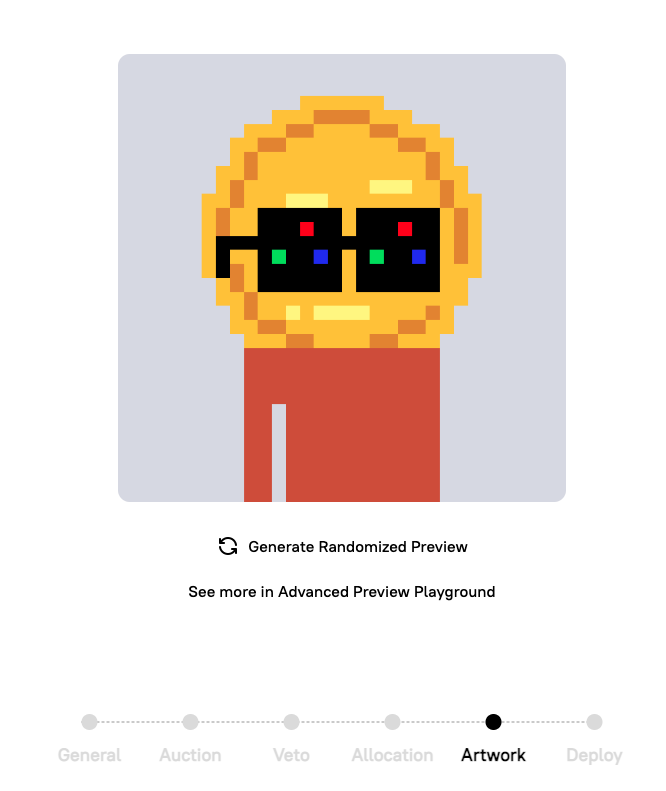 Generate Randomized Preview
See more in Advanced Preview Playground
General Auction Veto Allocation Artwork Deploy